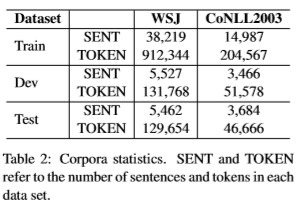 Dataset WSJ CoNLL2003
Train SENT 38,219 14,987
TOKEN 912,344 204,567
Dev SENT 5,527 3,466
TOKEN 131,768 51,578
Test SENT 5,462 3,684
TOKEN 129,654 46,666
Table 2: Corpora statistics. SENT and TOKEN
refer to the number of sentences and tokens in each
data set.